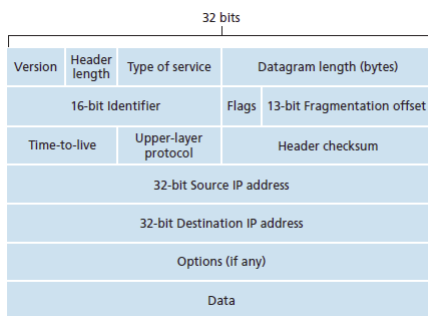 32 bits
Version Header length Type of service Datagram length (bytes)
16-bit Identifier Flags 13-bit Fragmentation offset
Time-to-live Upper-layer protocol Header checksum
32-bit Source IP address
32-bit Destination IP address
Options (if any)
Data